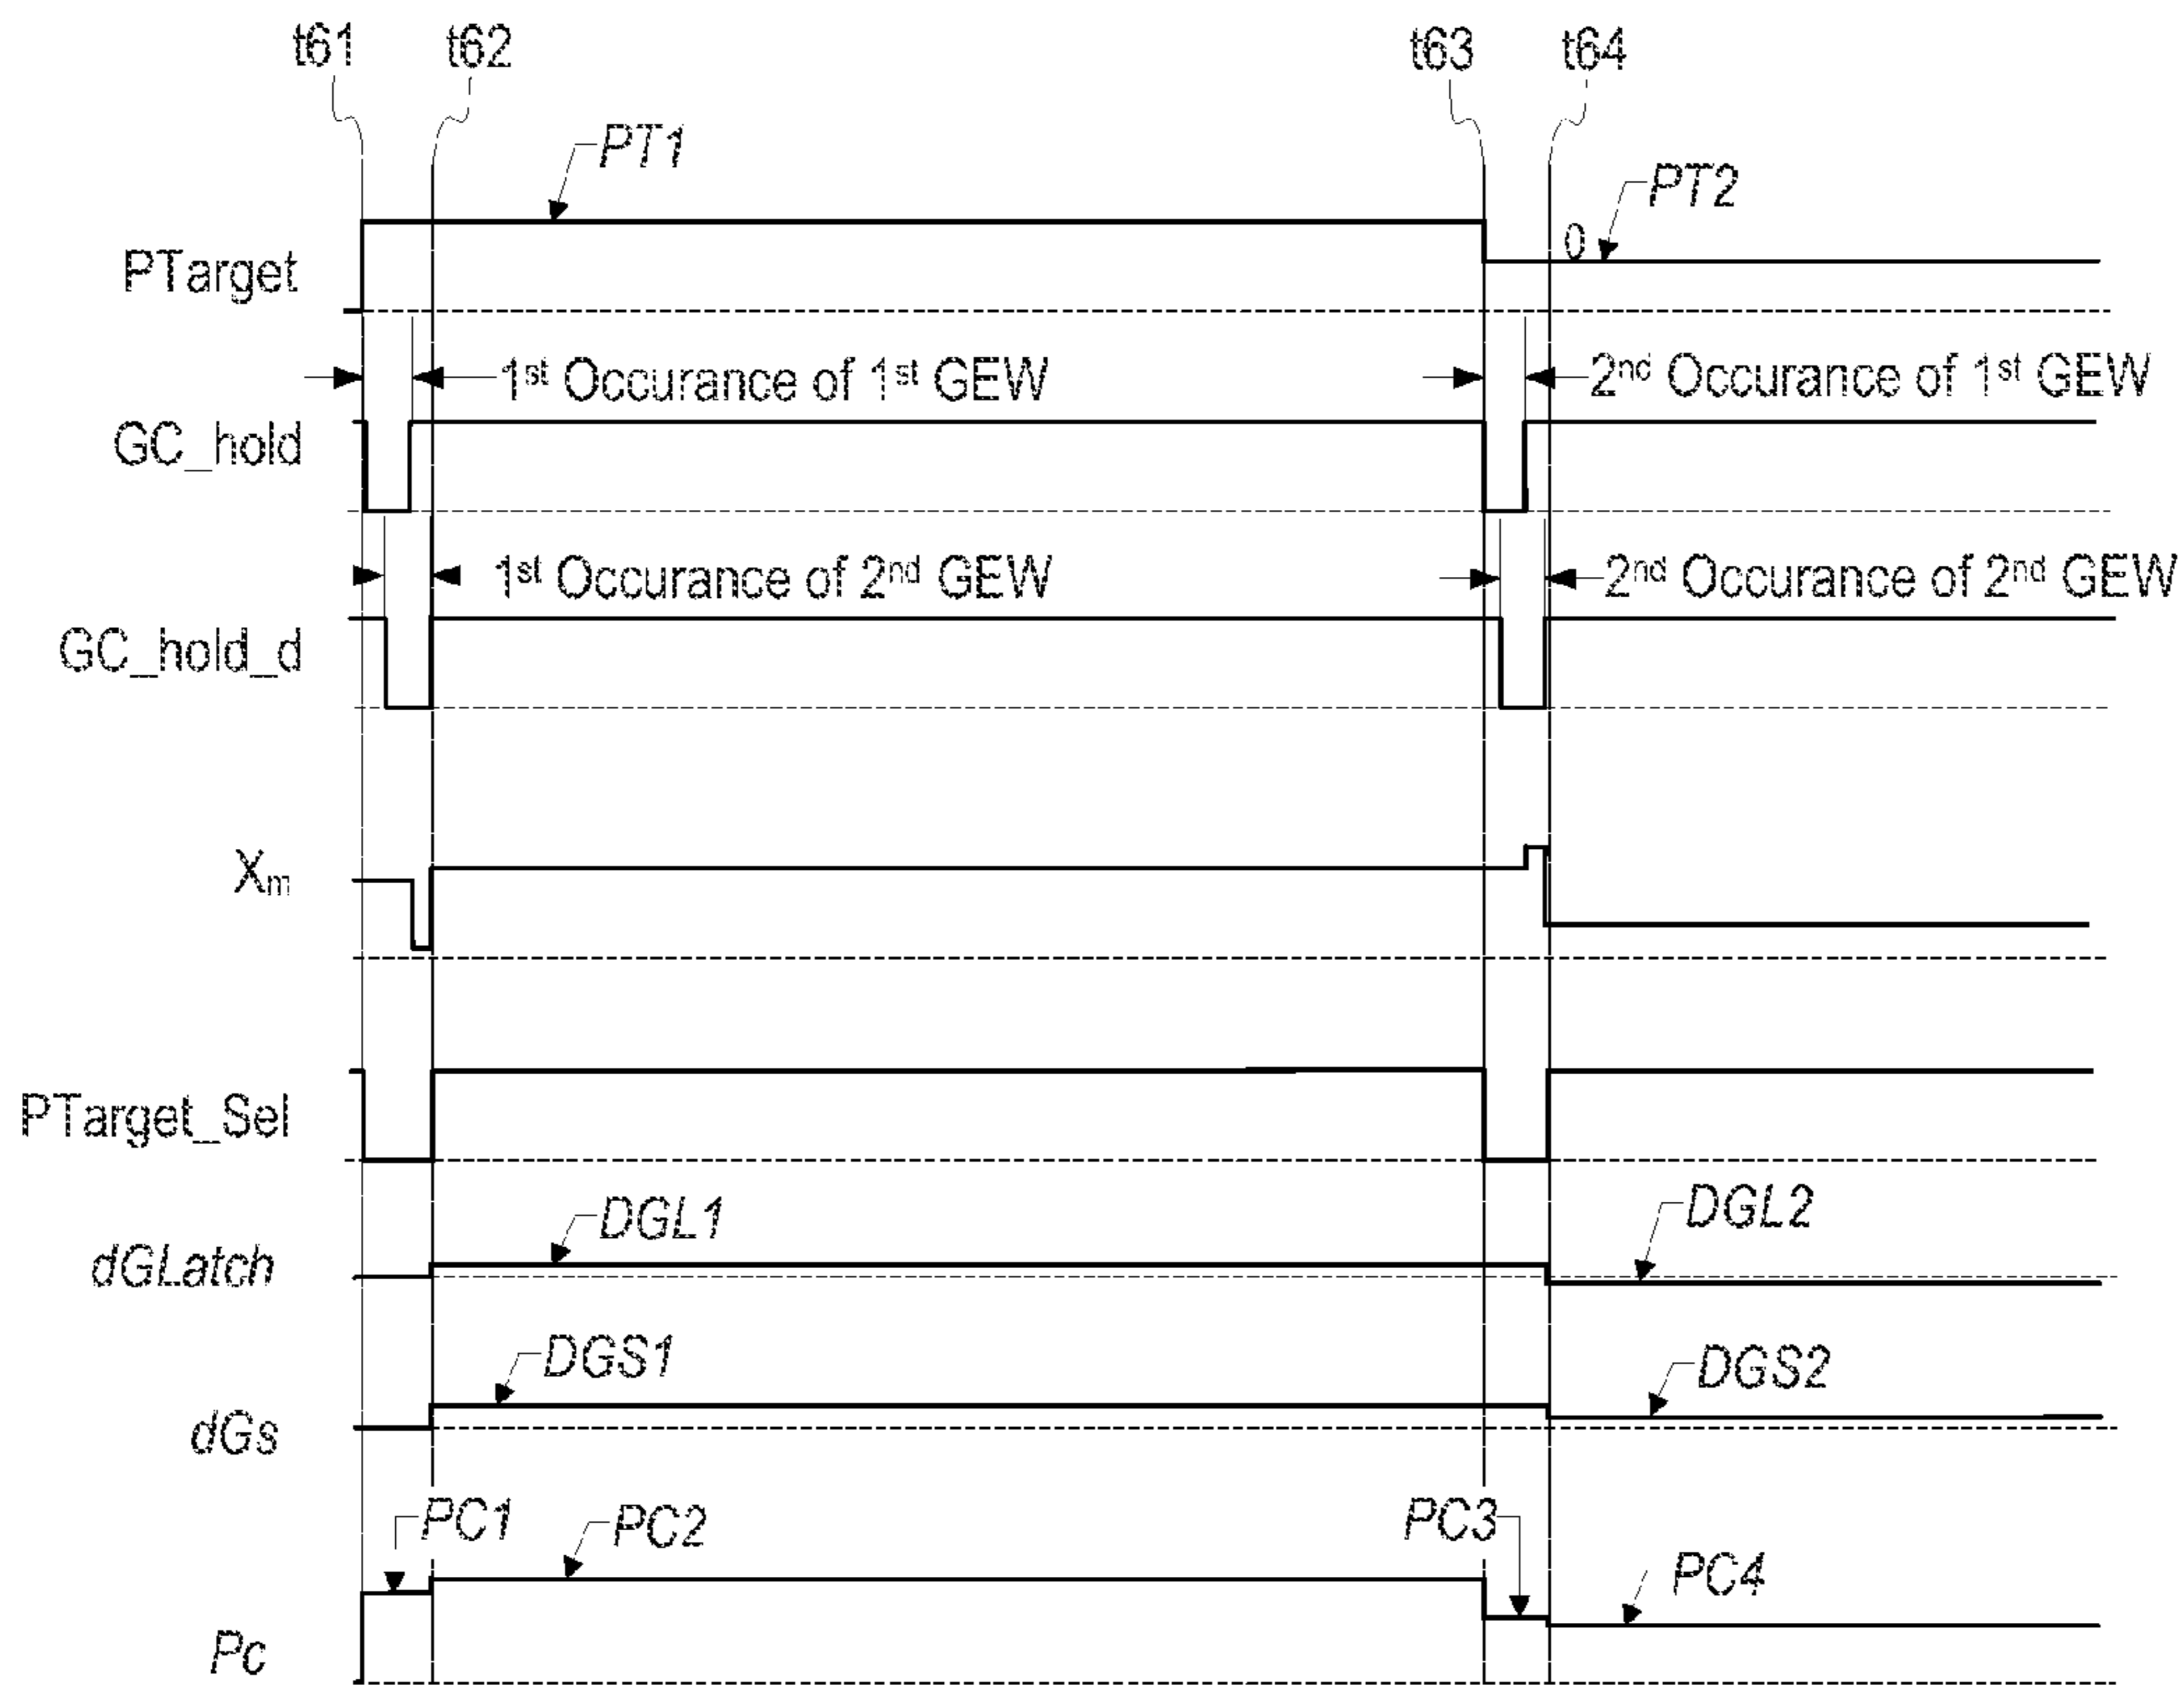 t61 t62 t63 t64
PT1
PT2
0
PTarget
1st Occurance of 1st GEW 2nd Occurance of 1st GEW
GC_hold
1st Occurance of 2nd GEW 2nd Occurance of 2nd GEW
GC_hold_d
Xm
PTarget_Sel
DGL1 DGL2
dGLatch
DGS1 DGS2
dGs
PC1 PC2 PC3 PC4
Pc